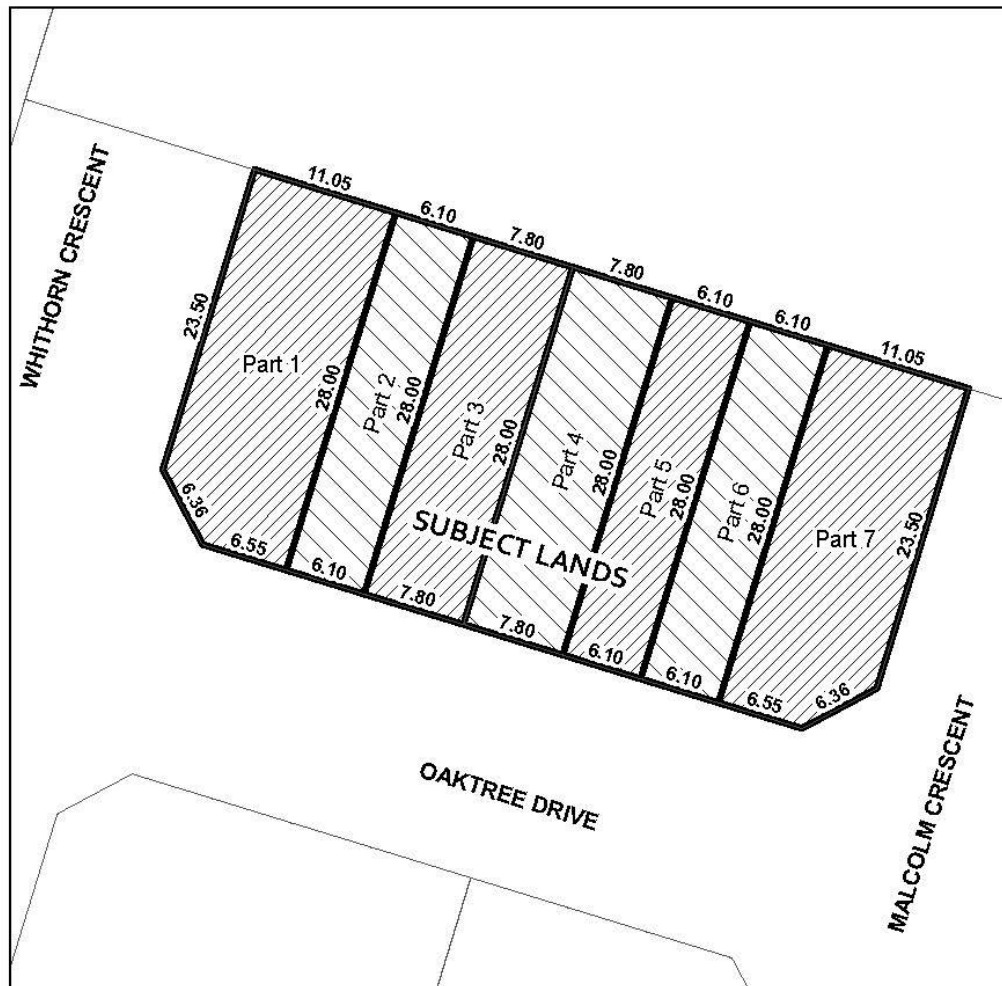 WHITHORN CRESCENT
11.05
6.10
7.80
7.80
6.10
6.10
11.05
23.50
Part 1
28.00
Part 2
28.00
Part 3
28.00
Part 4
28.00
Part 5
28.00
Part 6
28.00
Part 7
23.50
SUBJECT LANDS
6.36
6.55
6.10
7.80
7.80
6.10
6.10
6.55
6.36
OAKTREE DRIVE
MALCOLM CRESCENT